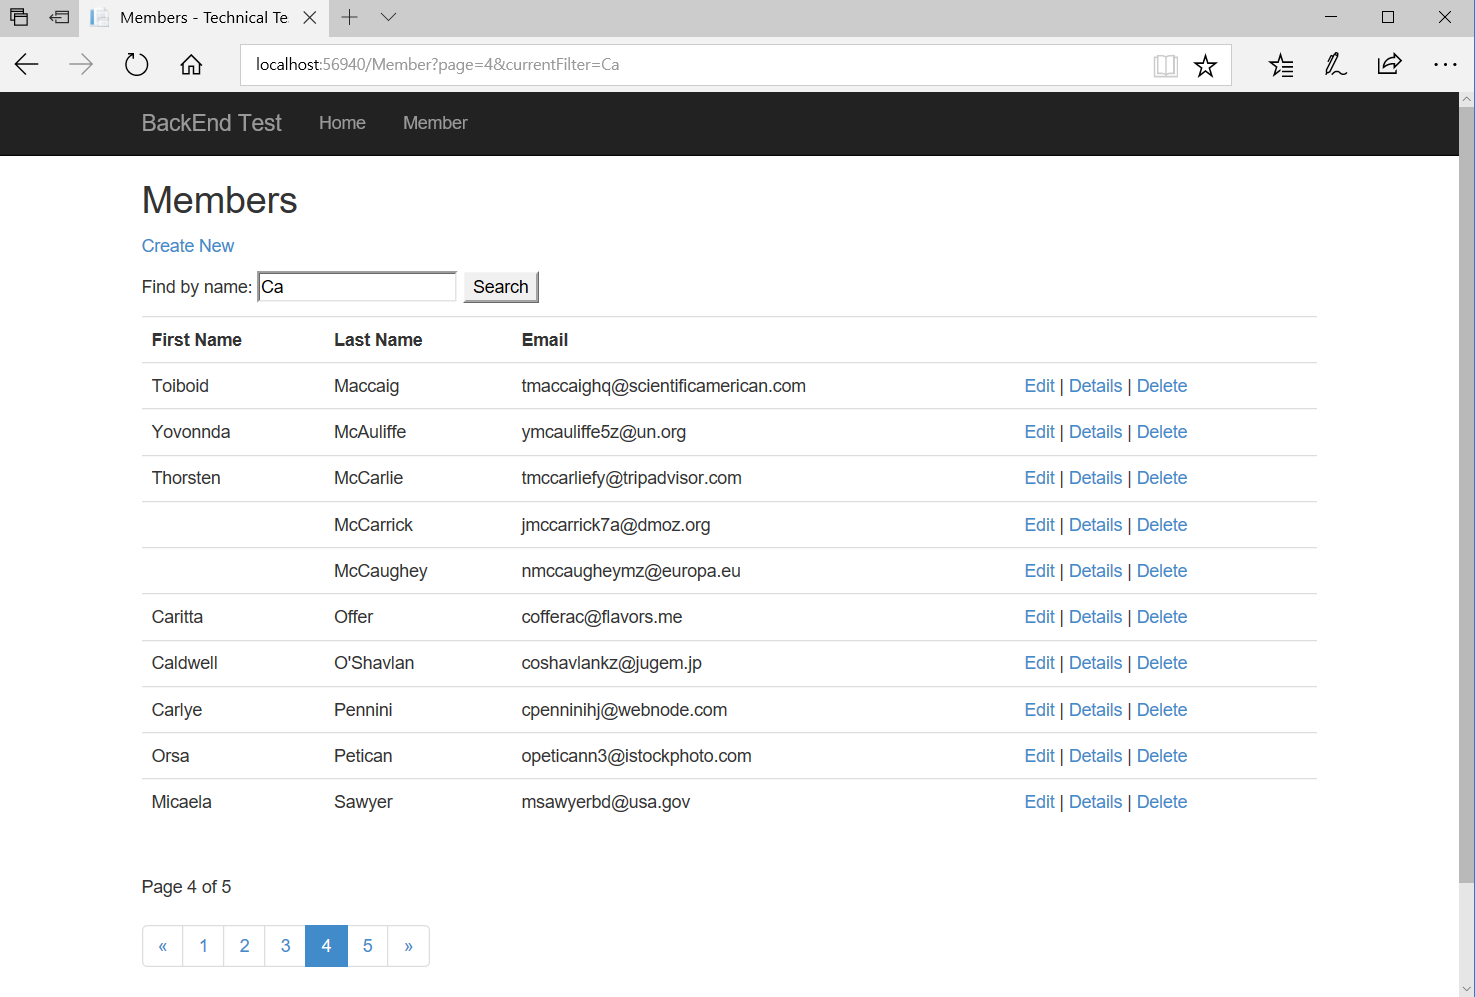 Members - Technical Te
localhost:56940/Member?page=4&currentFilter=Ca
BackEnd Test Home Member
Members
Create New
Find by name: Ca Search
First Name Last Name Email
Toiboid Maccaig tmaccaighq@scientificamerican.com Edit | Details | Delete
Yovonnda McAuliffe ymcauliffe5z@un.org Edit | Details | Delete
Thorsten McCarlie tmccarliefy@tripadvisor.com Edit | Details | Delete
McCarrick jmccarrick7a@dmoz.org Edit | Details | Delete
McCaughey nmccaugheymz@europa.eu Edit | Details | Delete
Caritta Offer cofferac@flavors.me Edit | Details | Delete
Caldwell O'Shavlan coshavlankz@jugem.jp Edit | Details | Delete
Carlye Pennini cpenninihj@webnode.com Edit | Details | Delete
Orsa Petican opeticann3@istockphoto.com Edit | Details | Delete
Micaela Sawyer msawyerbd@usa.gov Edit | Details | Delete
Page 4 of 5
« 1 2 3 4 5 »